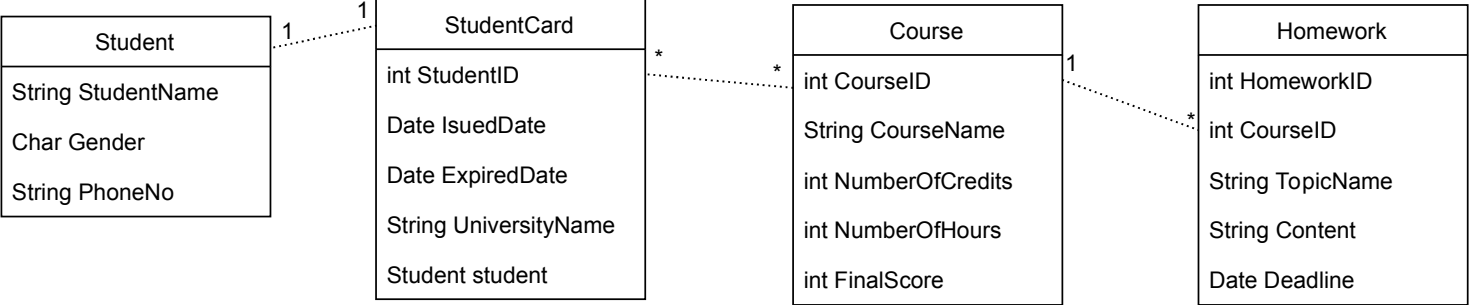 Student
String StudentName
Char Gender
String PhoneNo
1
1
StudentCard
int StudentID
Date IsuedDate
Date ExpiredDate
String UniversityName
Student student
*
*
Course
int CourseID
String CourseName
int NumberOfCredits
int NumberOfHours
int FinalScore
1
*
Homework
int HomeworkID
int CourseID
String TopicName
String Content
Date Deadline